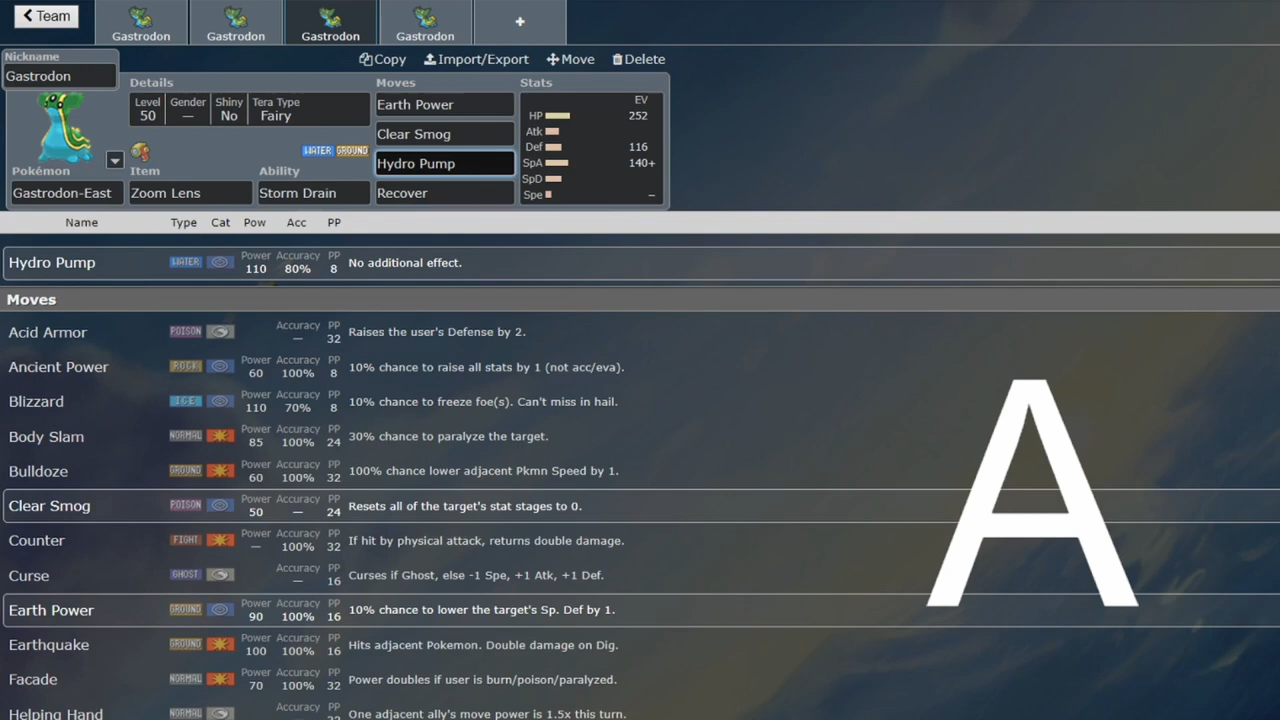 Team
Gastrodon
Gastrodon
Gastrodon
Gastrodon
+
Nickname
Gastrodon
Copy
Import/Export
Move
Delete
Details
Moves
Stats
Level
50
Gender
—
Shiny
No
Tera Type
Fairy
WATER GROUND
Pokémon
Gastrodon-East
Item
Zoom Lens
Ability
Storm Drain
Earth Power
Clear Smog
Hydro Pump
Recover
EV
HP 252
Atk
Def 116
SpA 140+
SpD
Spe –
Name Type Cat Pow Acc PP
Hydro Pump WATER Power 110 Accuracy 80% PP 8 No additional effect.
Moves
Acid Armor POISON Accuracy — PP 32 Raises the user's Defense by 2.
Ancient Power ROCK Power 60 Accuracy 100% PP 8 10% chance to raise all stats by 1 (not acc/eva).
Blizzard ICE Power 110 Accuracy 70% PP 8 10% chance to freeze foe(s). Can't miss in hail.
Body Slam NORMAL Power 85 Accuracy 100% PP 24 30% chance to paralyze the target.
Bulldoze GROUND Power 60 Accuracy 100% PP 32 100% chance lower adjacent Pkmn Speed by 1.
Clear Smog POISON Power 50 Accuracy — PP 24 Resets all of the target's stat stages to 0.
Counter FIGHT Power — Accuracy 100% PP 32 If hit by physical attack, returns double damage.
Curse GHOST Accuracy — PP 16 Curses if Ghost, else -1 Spe, +1 Atk, +1 Def.
Earth Power GROUND Power 90 Accuracy 100% PP 16 10% chance to lower the target's Sp. Def by 1.
Earthquake GROUND Power 100 Accuracy 100% PP 16 Hits adjacent Pokemon. Double damage on Dig.
Facade NORMAL Power 70 Accuracy 100% PP 32 Power doubles if user is burn/poison/paralyzed.
Helping Hand NORMAL Accuracy PP 32 One adjacent ally's move power is 1.5x this turn.
A